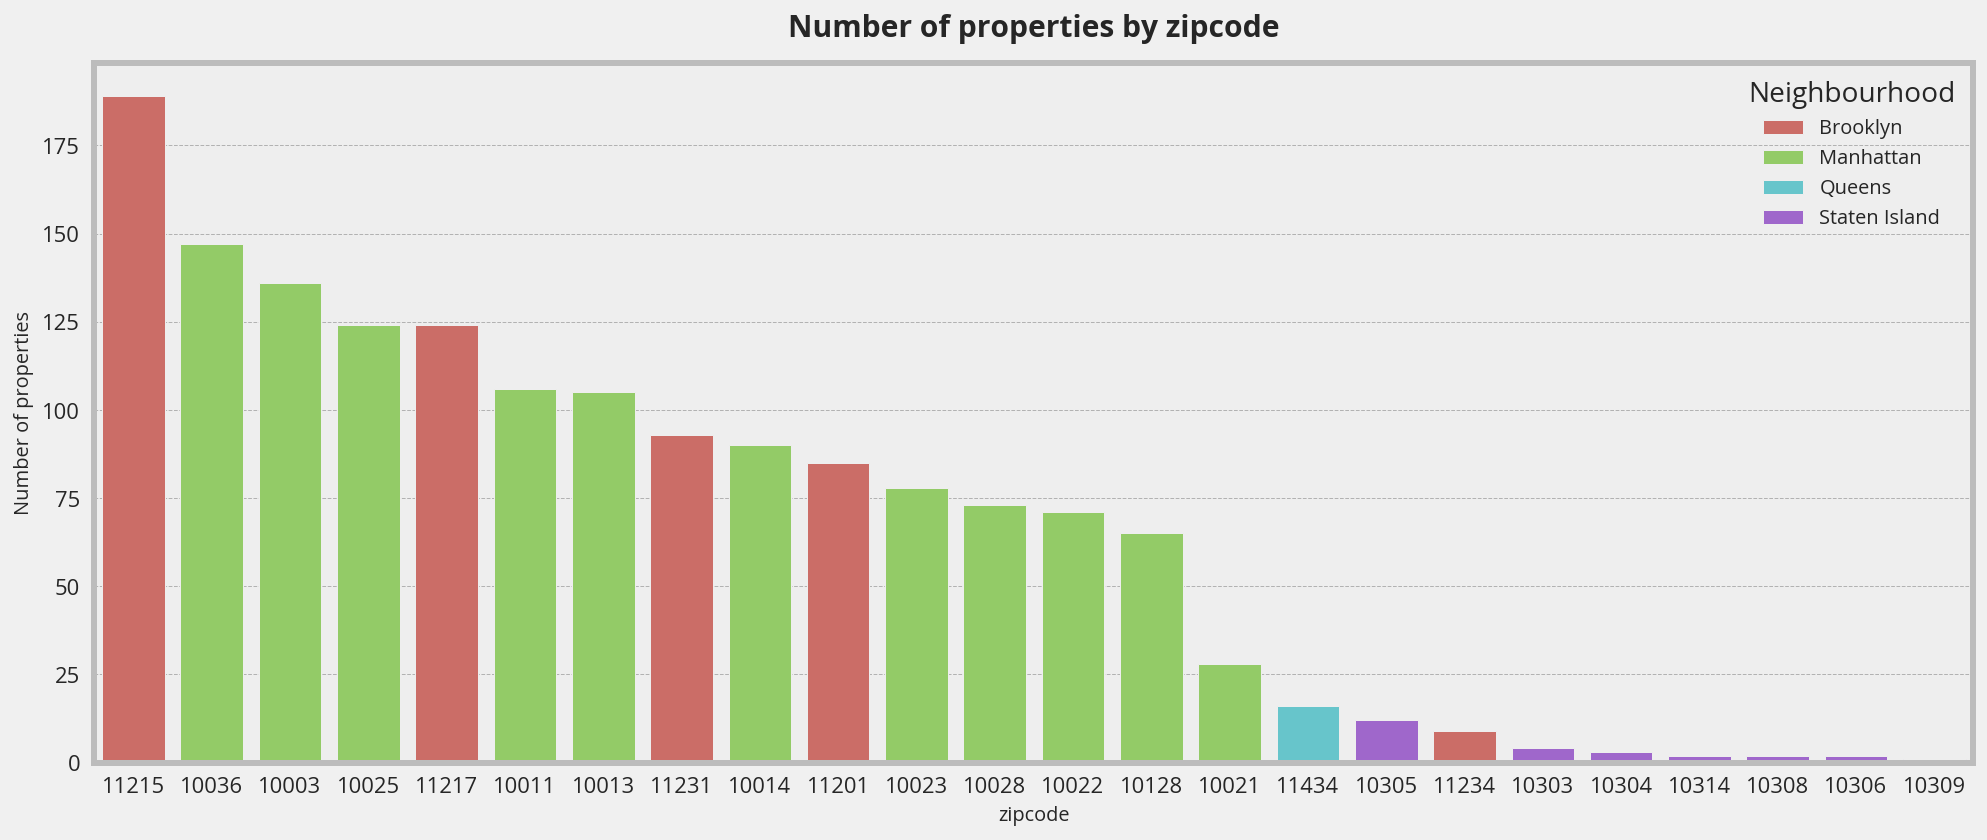 Number of properties by zipcode
Neighbourhood
Brooklyn
Manhattan
Queens
Staten Island
Number of properties
175
150
125
100
75
50
25
0
11215 10036 10003 10025 11217 10011 10013 11231 10014 11201 10023 10028 10022 10128 10021 11434 10305 11234 10303 10304 10314 10308 10306 10309
zipcode